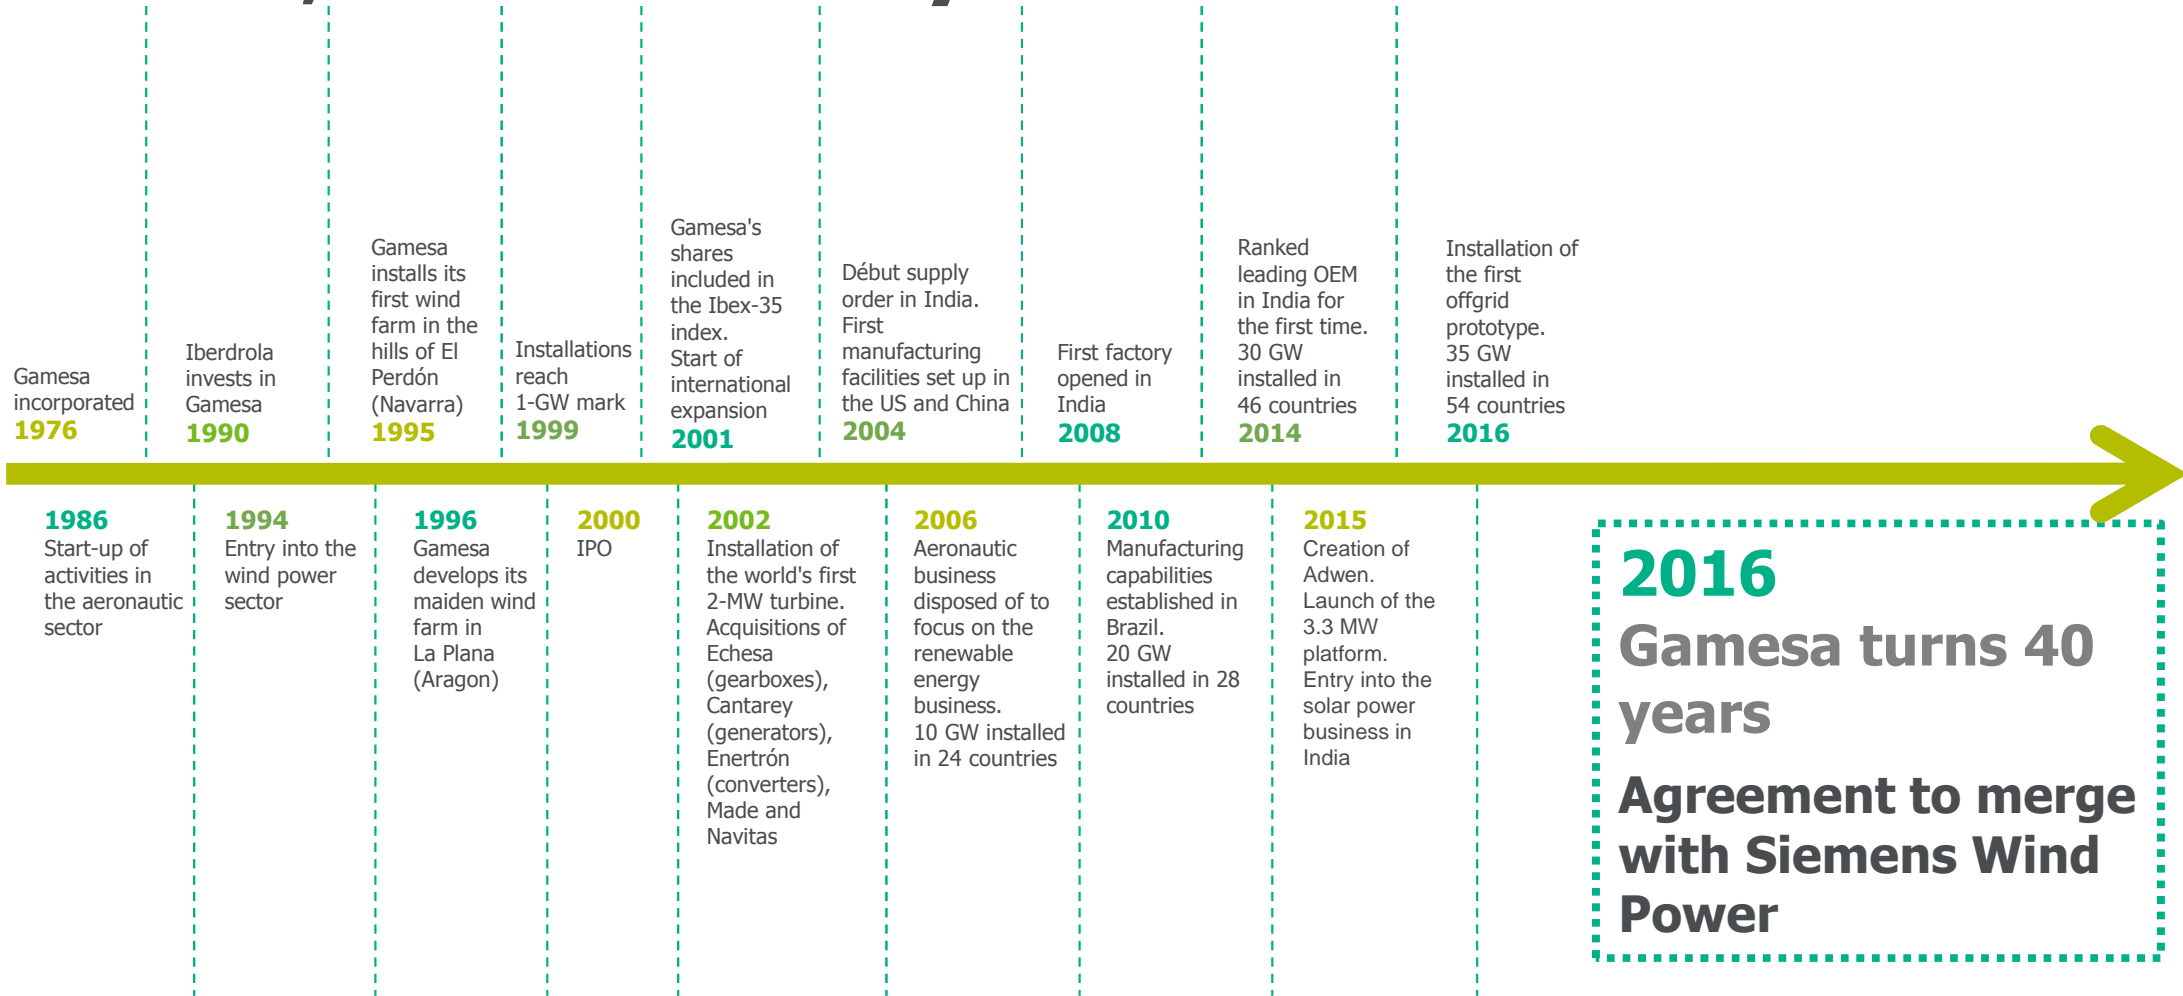 Gamesa
incorporated
1976
Iberdrola
invests in
Gamesa
1990
Gamesa
installs its
first wind
farm in the
hills of El
Perdón
(Navarra)
1995
Installations
reach
1-GW mark
1999
Gamesa's
shares
included in
the Ibex-35
index.
Start of
international
expansion
2001
Début supply
order in India.
First
manufacturing
facilities set up in
the US and China
2004
First factory
opened in
India
2008
Ranked
leading OEM
in India for
the first time.
30 GW
installed in
46 countries
2014
Installation of
the first
offgrid
prototype.
35 GW
installed in
54 countries
2016
1986
Start-up of
activities in
the aeronautic
sector
1994
Entry into the
wind power
sector
1996
Gamesa
develops its
maiden wind
farm in
La Plana
(Aragon)
2000
IPO
2002
Installation of
the world's first
2-MW turbine.
Acquisitions of
Echesa
(gearboxes),
Cantarey
(generators),
Enertrón
(converters),
Made and
Navitas
2006
Aeronautic
business
disposed of to
focus on the
renewable
energy
business.
10 GW installed
in 24 countries
2010
Manufacturing
capabilities
established in
Brazil.
20 GW
installed in 28
countries
2015
Creation of
Adwen.
Launch of the
3.3 MW
platform.
Entry into the
solar power
business in
India
2016
Gamesa turns 40
years
Agreement to merge
with Siemens Wind
Power